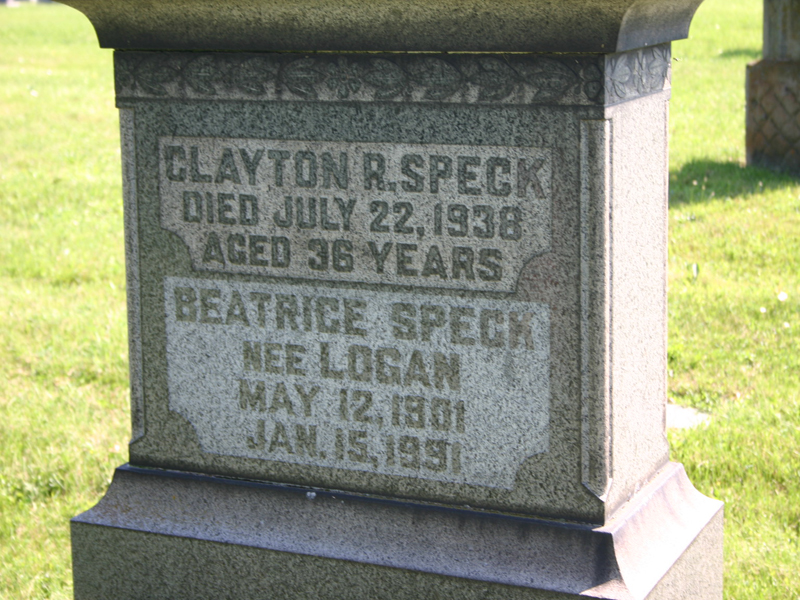 CLAYTON R. SPECK
DIED JULY 22, 1938
AGED 36 YEARS
BEATRICE SPECK
NEE LOGAN
MAY 12, 1901
JAN. 15, 1991